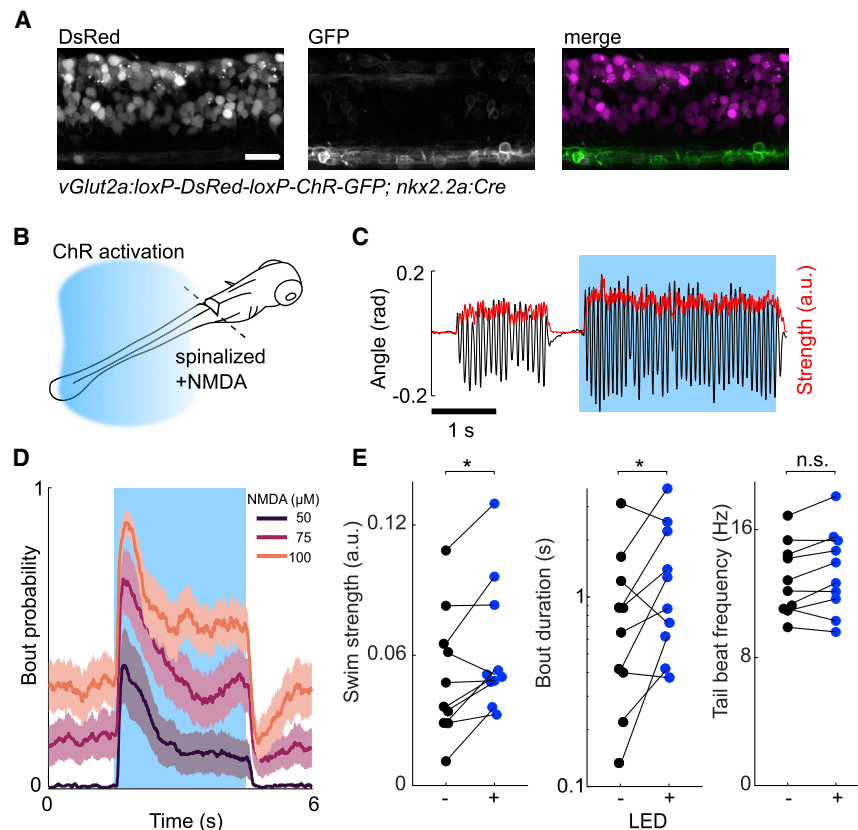 A
DsRed
GFP
merge
vGlut2a:loxP-DsRed-loxP-ChR-GFP; nkx2.2a:Cre
B
ChR activation
spinalized
+NMDA
C
0.2
-0.2
Angle (rad)
Strength (a.u.)
1 s
D
1
0
Bout probability
NMDA (µM)
50
75
100
0
6
Time (s)
E
*
0.12
0.06
0
Swim strength (a.u.)
- +
*
1
0.1
Bout duration (s)
- +
LED
n.s.
16
8
0
Tail beat frequency (Hz)
- +